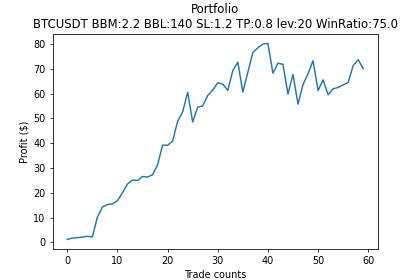 Portfolio
BTCUSDT BBM:2.2 BBL:140 SL:1.2 TP:0.8 lev:20 WinRatio:75.0
80
70
60
50
40
30
20
10
0
Profit ($)
0 10 20 30 40 50 60
Trade counts